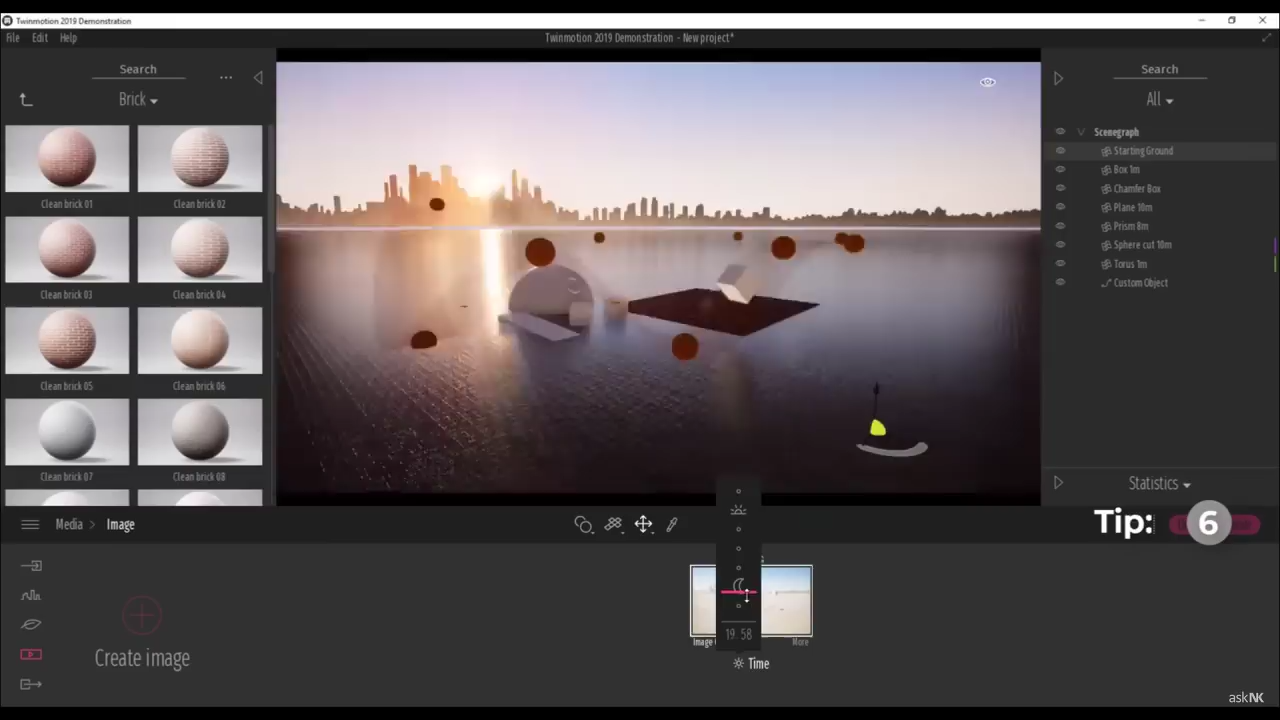 Twinmotion 2019 Demonstration
File Edit Help
Twinmotion 2019 Demonstration - New project*
Search
...
Brick
Clean brick 01
Clean brick 02
Clean brick 03
Clean brick 04
Clean brick 05
Clean brick 06
Clean brick 07
Clean brick 08
Search
All
Scenegraph
Starting Ground
Box 1m
Chamfer Box
Plane 10m
Prism 8m
Sphere cut 10m
Torus 1m
Custom Object
Statistics
Media > Image
Tip: 6
Create image
Image
More
19 58
Time
askNK